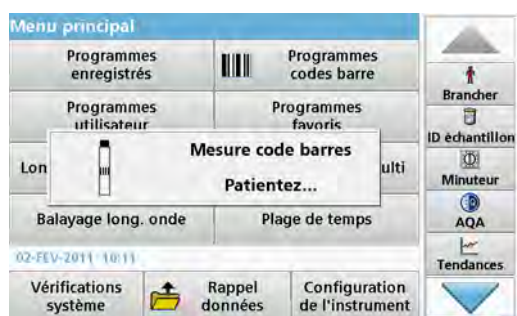 Menu principal
Programmes
enregistrés
Programmes
codes barre
Programmes
utilisateur
Programmes
favoris
Mesure code barres
Patientez...
Lon
ulti
Balayage long. onde
Plage de temps
02-FEV-2011 10:11
Vérifications
système
Rappel
données
Configuration
de l'instrument
Brancher
ID échantillon
Minuteur
AQA
Tendances